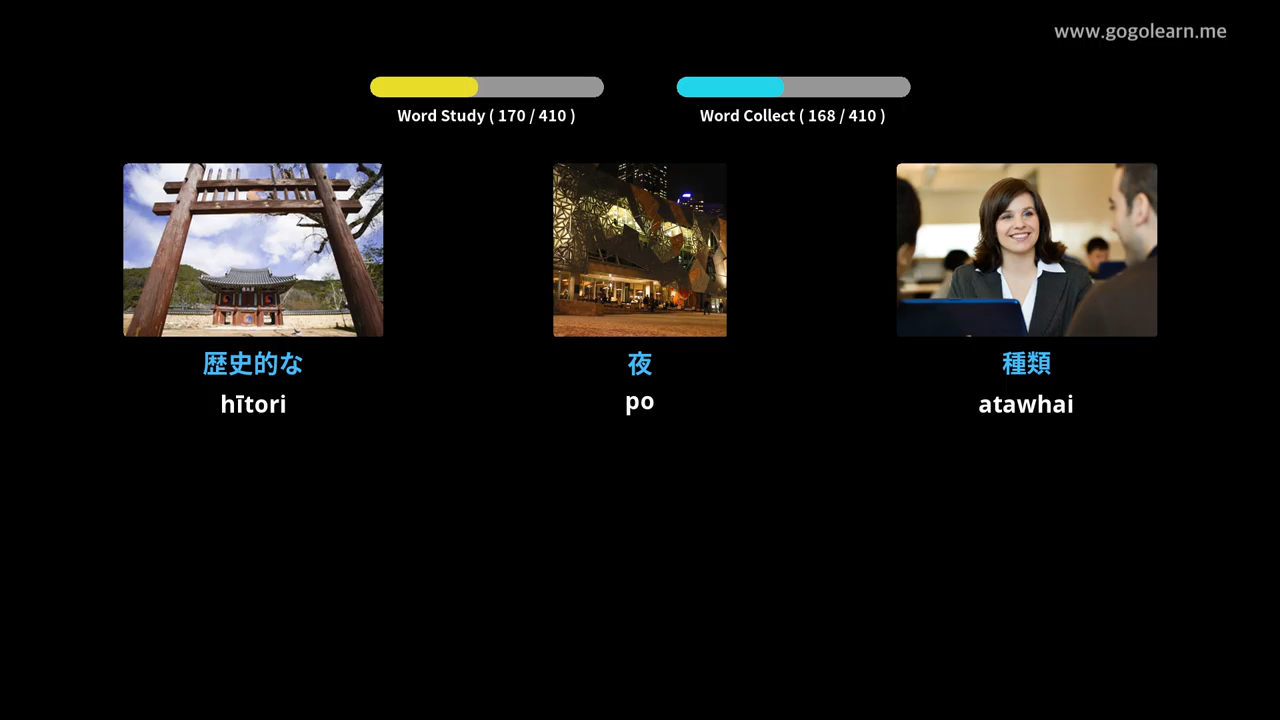 www.gogolearn.me
Word Study ( 170 / 410 )
Word Collect ( 168 / 410 )
歴史的な
hītori
夜
po
種類
atawhai